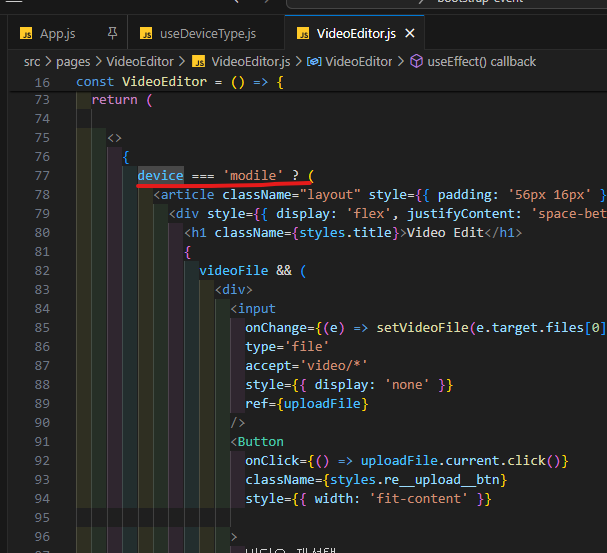 bootstrap-event
JS App.js JS useDeviceType.js JS VideoEditor.js ×
src > pages > VideoEditor > JS VideoEditor.js > VideoEditor > useEffect() callback
16 const VideoEditor = () => {
73 return (
74
75 <>
76 {
77 device === 'modile' ? (
78 <article className="layout" style={{ padding: '56px 16px' }
79 <div style={{ display: 'flex', justifyContent: 'space-bet
80 <h1 className={styles.title}>Video Edit</h1>
81 {
82 videoFile && (
83 <div>
84 <input
85 onChange={(e) => setVideoFile(e.target.files[0]
86 type='file'
87 accept='video/*'
88 style={{ display: 'none' }}
89 ref={uploadFile}
90 />
91 <Button
92 onClick={() => uploadFile.current.click()}
93 className={styles.re__upload__btn}
94 style={{ width: 'fit-content' }}
95
96 >